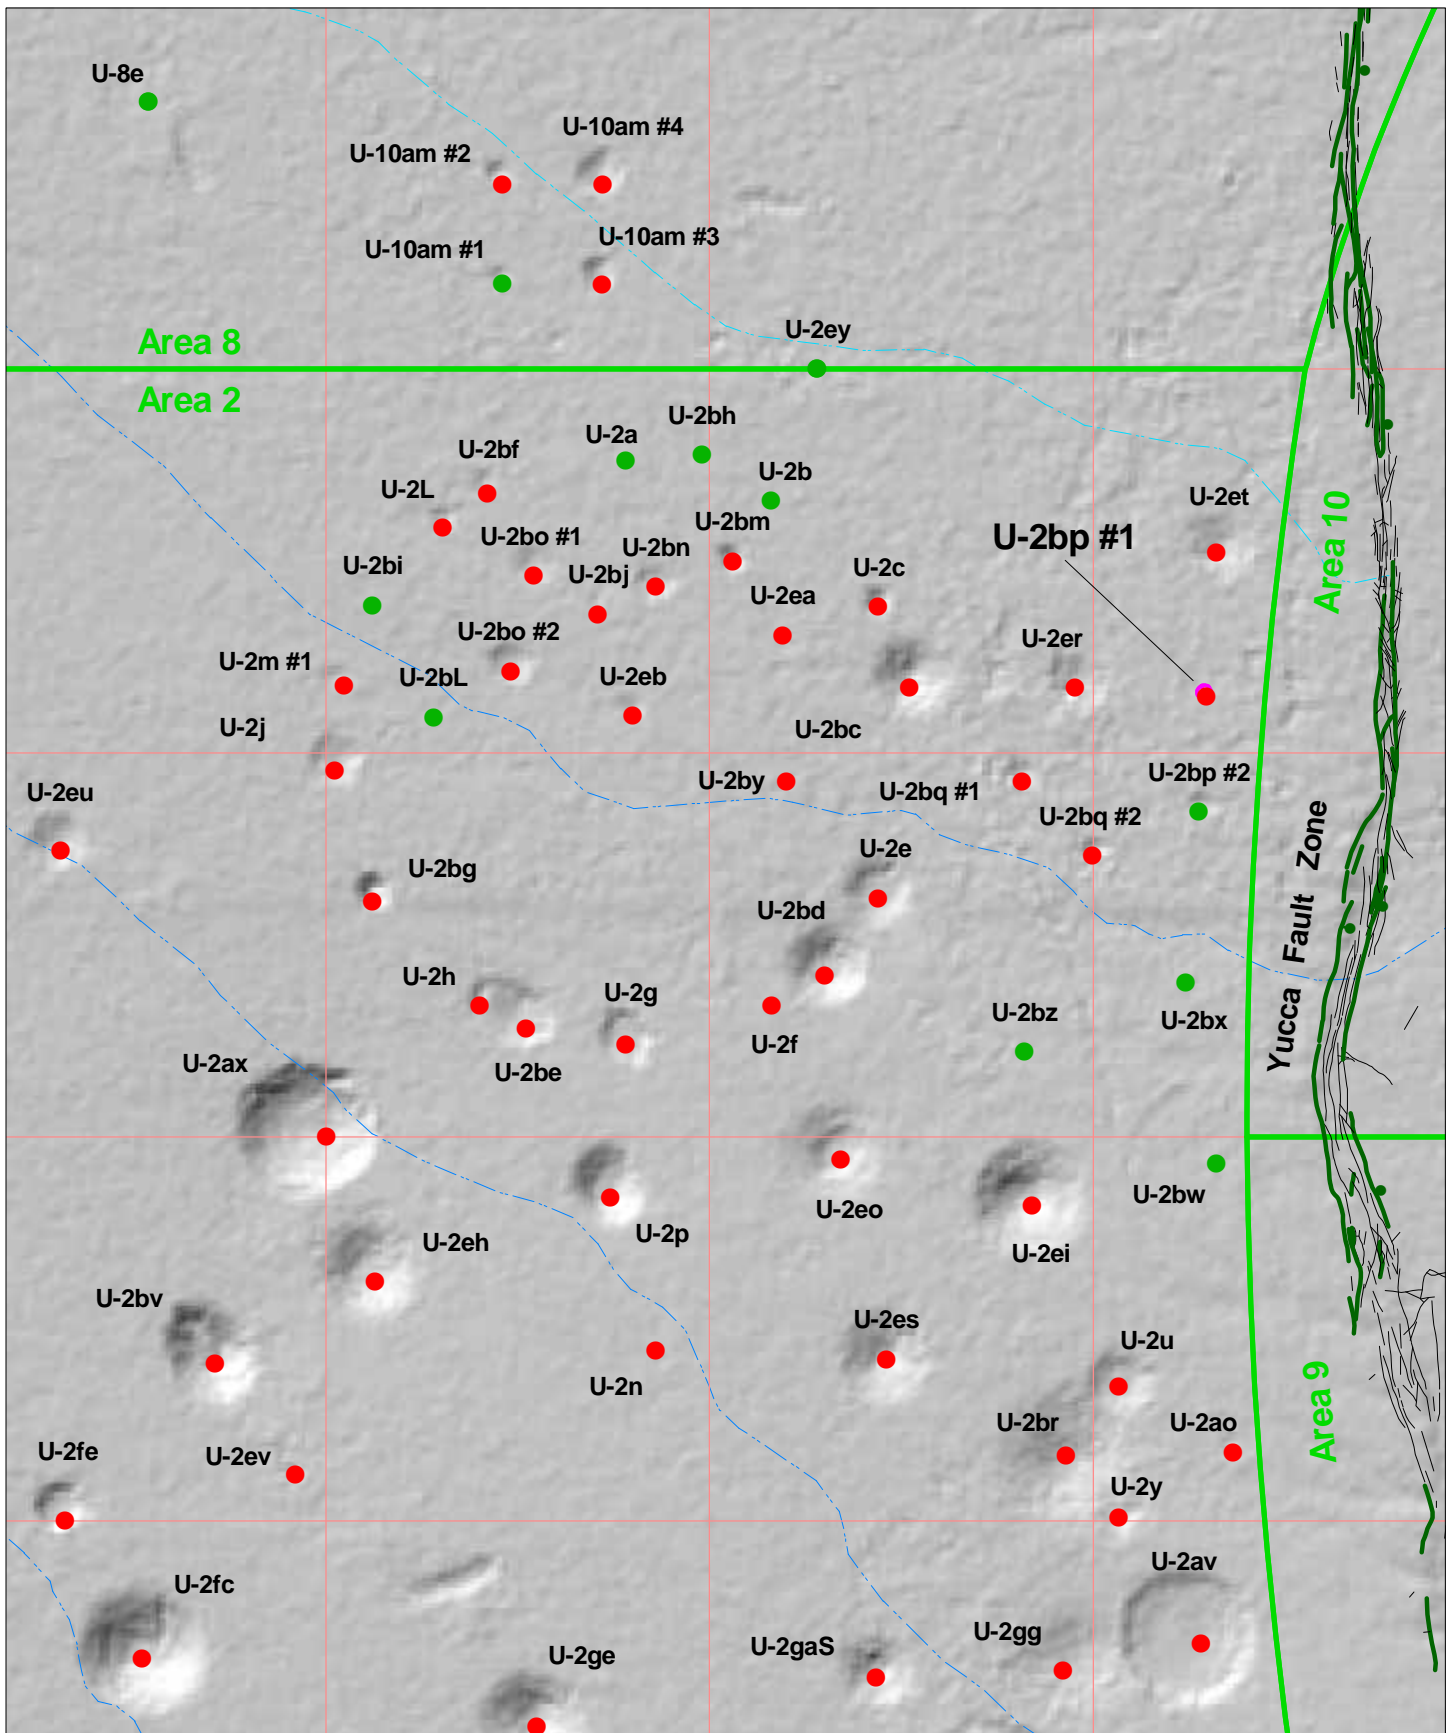 U-8e
U-10am #4
U-10am #2
U-10am #3
U-10am #1
U-2ey
Area 8
Area 2
U-2bh
U-2a
U-2bf
U-2b
U-2L
U-2et
U-2bm
U-2bo #1
U-2bp #1
Area 10
U-2bn
U-2bi
U-2bj
U-2c
U-2ea
U-2bo #2
U-2er
U-2m #1
U-2bL
U-2eb
U-2j
U-2bc
U-2by
U-2bq #1
U-2bp #2
U-2eu
U-2bq #2
U-2e
U-2bg
U-2bd
Yucca Fault Zone
U-2h
U-2g
U-2bz
U-2bx
U-2f
U-2ax
U-2be
U-2bw
U-2eo
U-2p
U-2eh
U-2ei
U-2bv
U-2es
U-2u
U-2n
Area 9
U-2br
U-2ao
U-2fe
U-2ev
U-2y
U-2av
U-2fc
U-2gg
U-2gaS
U-2ge